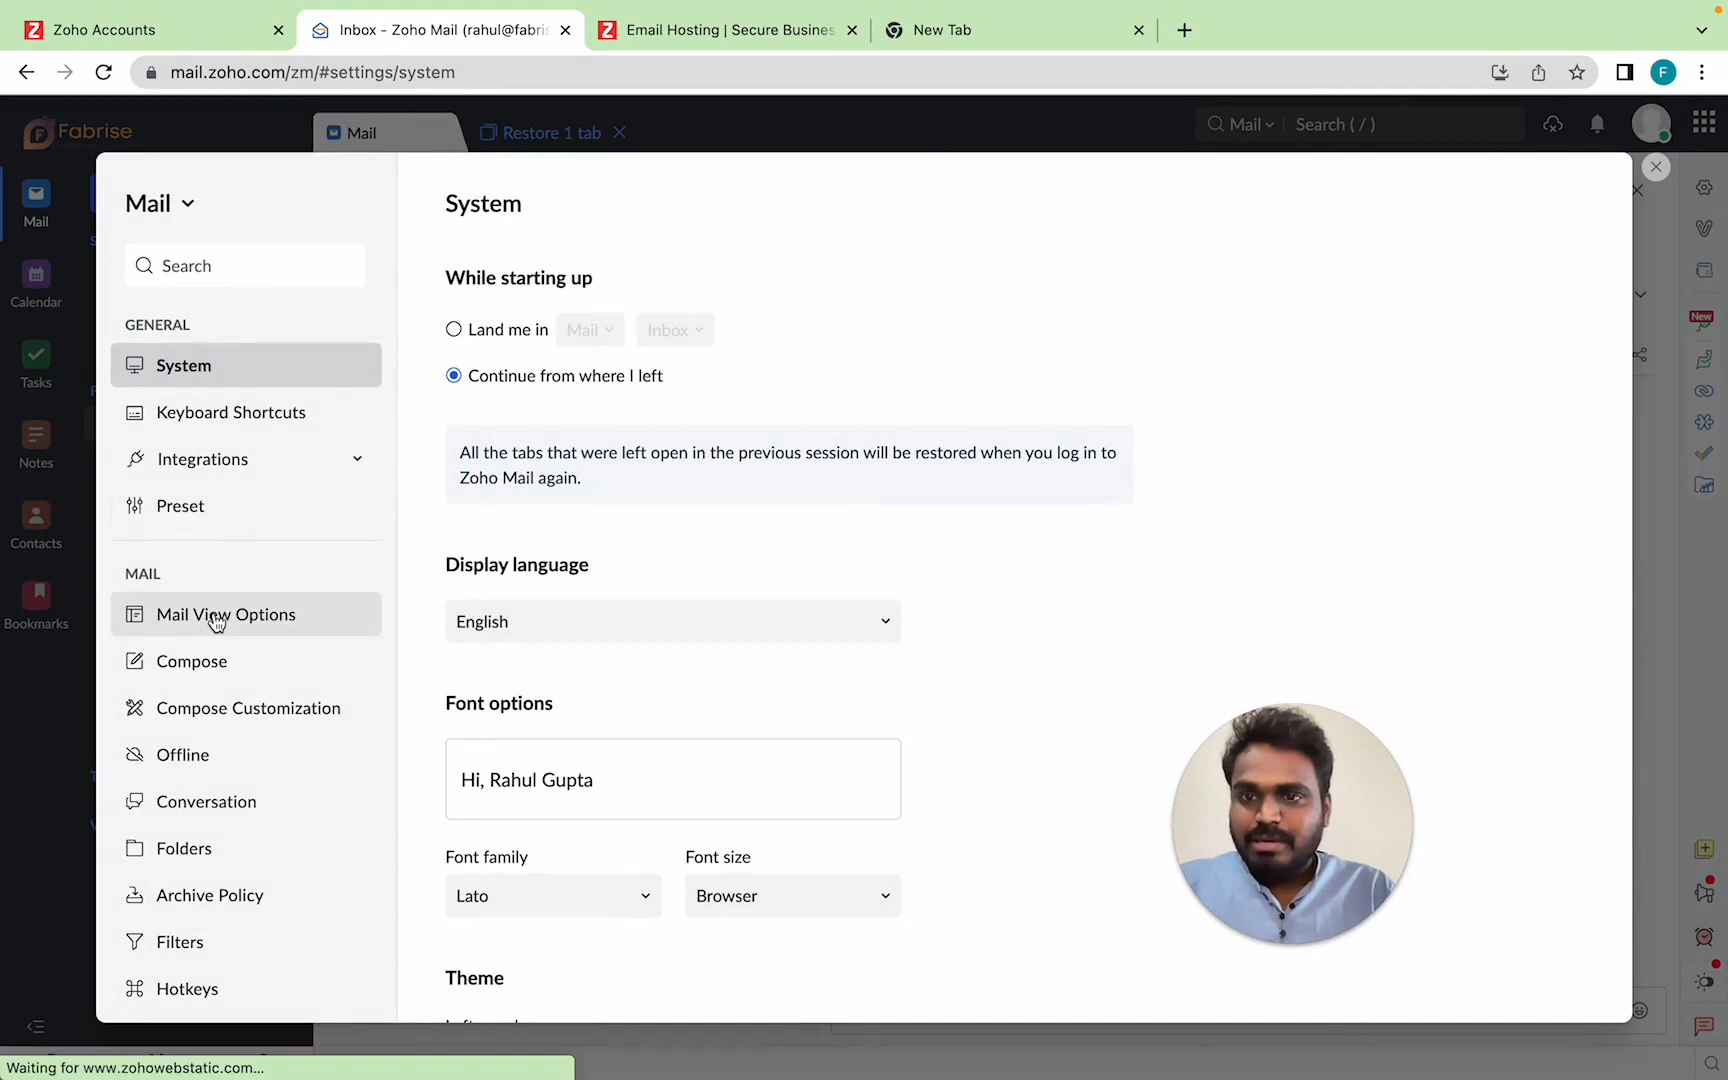 Zoho Accounts
Inbox - Zoho Mail (rahul@fabris
Email Hosting | Secure Busines
New Tab
mail.zoho.com/zm/#settings/system
F
Fabrise
Mail
Restore 1 tab
Mail
Search ( / )
Mail
Calendar
Tasks
Notes
Contacts
Bookmarks
Mail
Search
GENERAL
System
Keyboard Shortcuts
Integrations
Preset
MAIL
Mail View Options
Compose
Compose Customization
Offline
Conversation
Folders
Archive Policy
Filters
Hotkeys
System
While starting up
Land me in Mail Inbox
Continue from where I left
All the tabs that were left open in the previous session will be restored when you log in to
Zoho Mail again.
Display language
English
Font options
Hi, Rahul Gupta
Font family
Font size
Lato
Browser
Theme
New
Waiting for www.zohowebstatic.com...